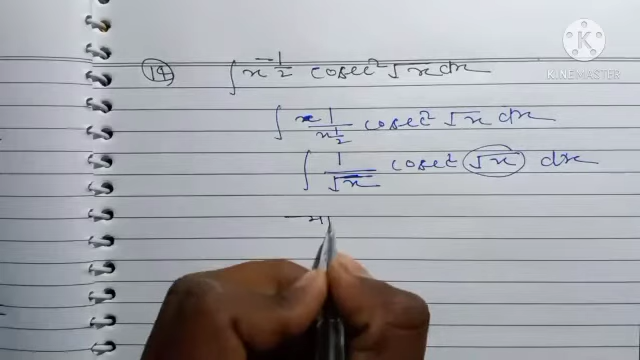 14 ∫ x^(-1/2) cosec² √x dx
∫ 1/x^(1/2) cosec² √x dx
∫ 1/√x cosec² √x dx
KINEMASTER